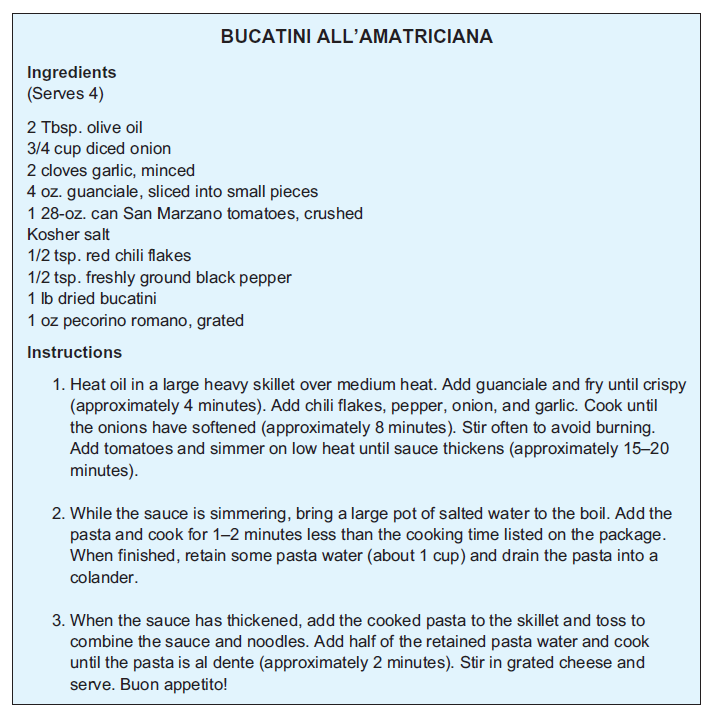 BUCATINI ALL’AMATRICIANA
Ingredients
(Serves 4)
2 Tbsp. olive oil
3/4 cup diced onion
2 cloves garlic, minced
4 oz. guanciale, sliced into small pieces
1 28-oz. can San Marzano tomatoes, crushed
Kosher salt
1/2 tsp. red chili flakes
1/2 tsp. freshly ground black pepper
1 lb dried bucatini
1 oz pecorino romano, grated
Instructions
1. Heat oil in a large heavy skillet over medium heat. Add guanciale and fry until crispy
(approximately 4 minutes). Add chili flakes, pepper, onion, and garlic. Cook until
the onions have softened (approximately 8 minutes). Stir often to avoid burning.
Add tomatoes and simmer on low heat until sauce thickens (approximately 15–20
minutes).
2. While the sauce is simmering, bring a large pot of salted water to the boil. Add the
pasta and cook for 1–2 minutes less than the cooking time listed on the package.
When finished, retain some pasta water (about 1 cup) and drain the pasta into a
colander.
3. When the sauce has thickened, add the cooked pasta to the skillet and toss to
combine the sauce and noodles. Add half of the retained pasta water and cook
until the pasta is al dente (approximately 2 minutes). Stir in grated cheese and
serve. Buon appetito!